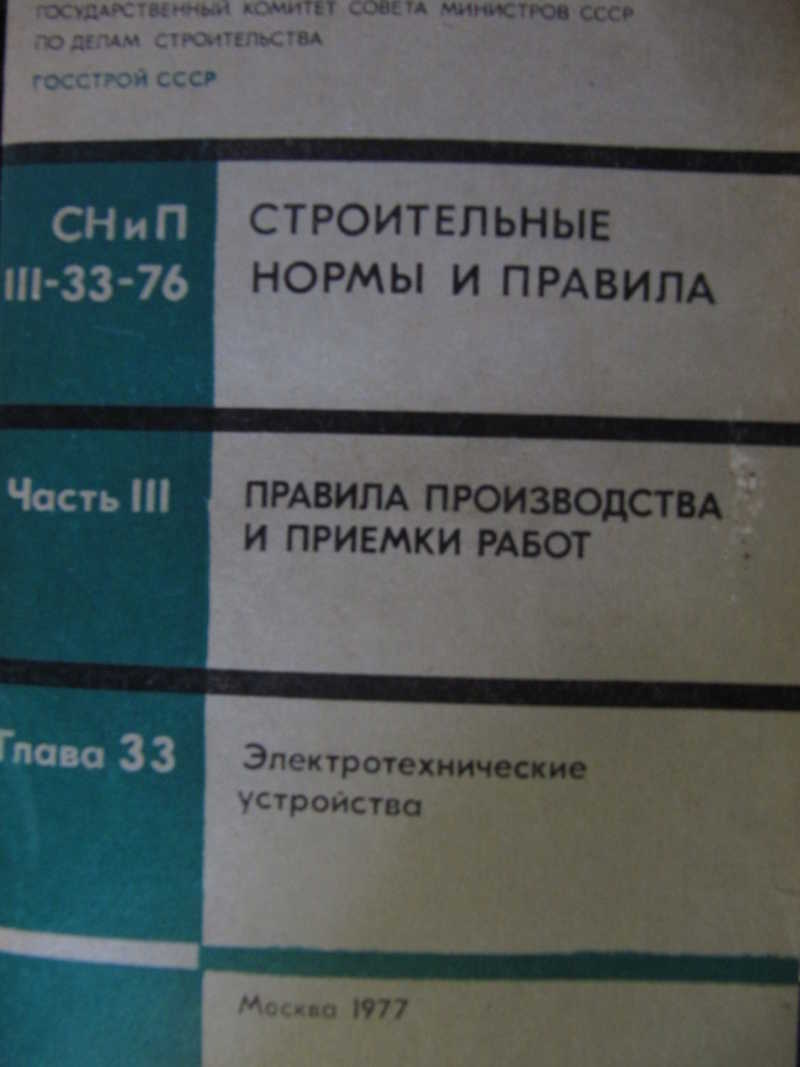 ГОСУДАРСТВЕННЫЙ КОМИТЕТ СОВЕТА МИНИСТРОВ СССР
ПО ДЕЛАМ СТРОИТЕЛЬСТВА
ГОССТРОЙ СССР
СНиП
III-33-76
СТРОИТЕЛЬНЫЕ
НОРМЫ И ПРАВИЛА
Часть III
ПРАВИЛА ПРОИЗВОДСТВА
И ПРИЕМКИ РАБОТ
Глава 33
Электротехнические
устройства
Москва 1977